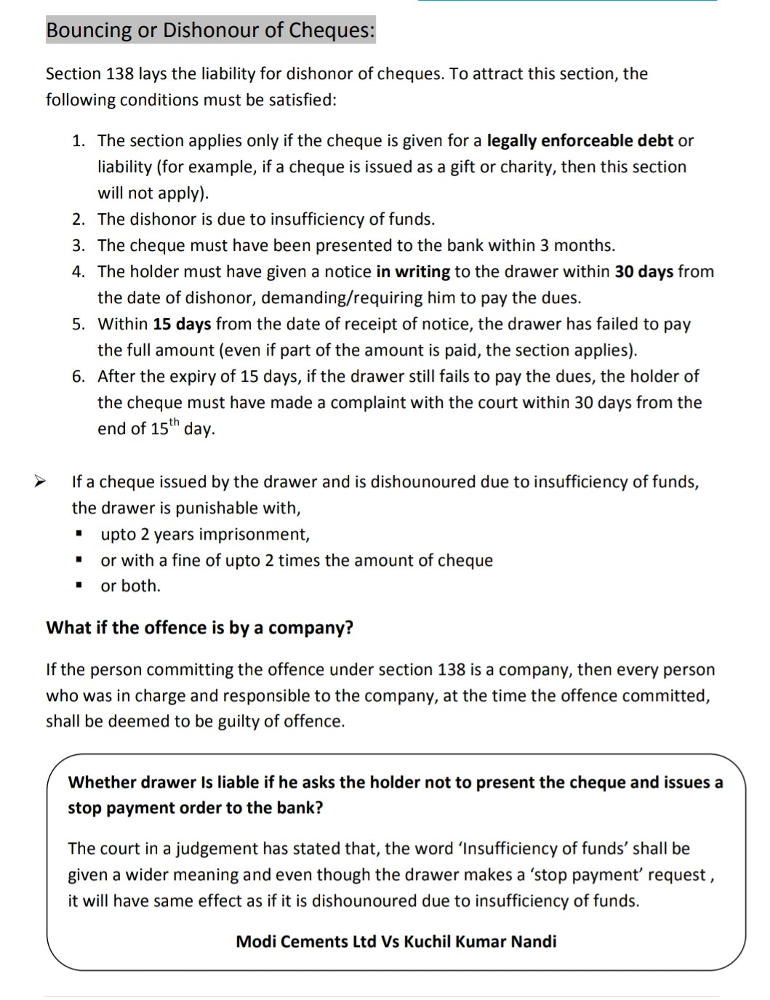 Bouncing or Dishonour of Cheques:
Section 138 lays the liability for dishonor of cheques. To attract this section, the
following conditions must be satisfied:
1. The section applies only if the cheque is given for a legally enforceable debt or
liability (for example, if a cheque is issued as a gift or charity, then this section
will not apply).
2. The dishonor is due to insufficiency of funds.
3. The cheque must have been presented to the bank within 3 months.
4. The holder must have given a notice in writing to the drawer within 30 days from
the date of dishonor, demanding/requiring him to pay the dues.
5. Within 15 days from the date of receipt of notice, the drawer has failed to pay
the full amount (even if part of the amount is paid, the section applies).
6. After the expiry of 15 days, if the drawer still fails to pay the dues, the holder of
the cheque must have made a complaint with the court within 30 days from the
end of 15th day.
➢ If a cheque issued by the drawer and is dishounoured due to insufficiency of funds,
the drawer is punishable with,
▪ upto 2 years imprisonment,
▪ or with a fine of upto 2 times the amount of cheque
▪ or both.
What if the offence is by a company?
If the person committing the offence under section 138 is a company, then every person
who was in charge and responsible to the company, at the time the offence committed,
shall be deemed to be guilty of offence.
Whether drawer Is liable if he asks the holder not to present the cheque and issues a
stop payment order to the bank?
The court in a judgement has stated that, the word ‘Insufficiency of funds’ shall be
given a wider meaning and even though the drawer makes a ‘stop payment’ request ,
it will have same effect as if it is dishounoured due to insufficiency of funds.
Modi Cements Ltd Vs Kuchil Kumar Nandi